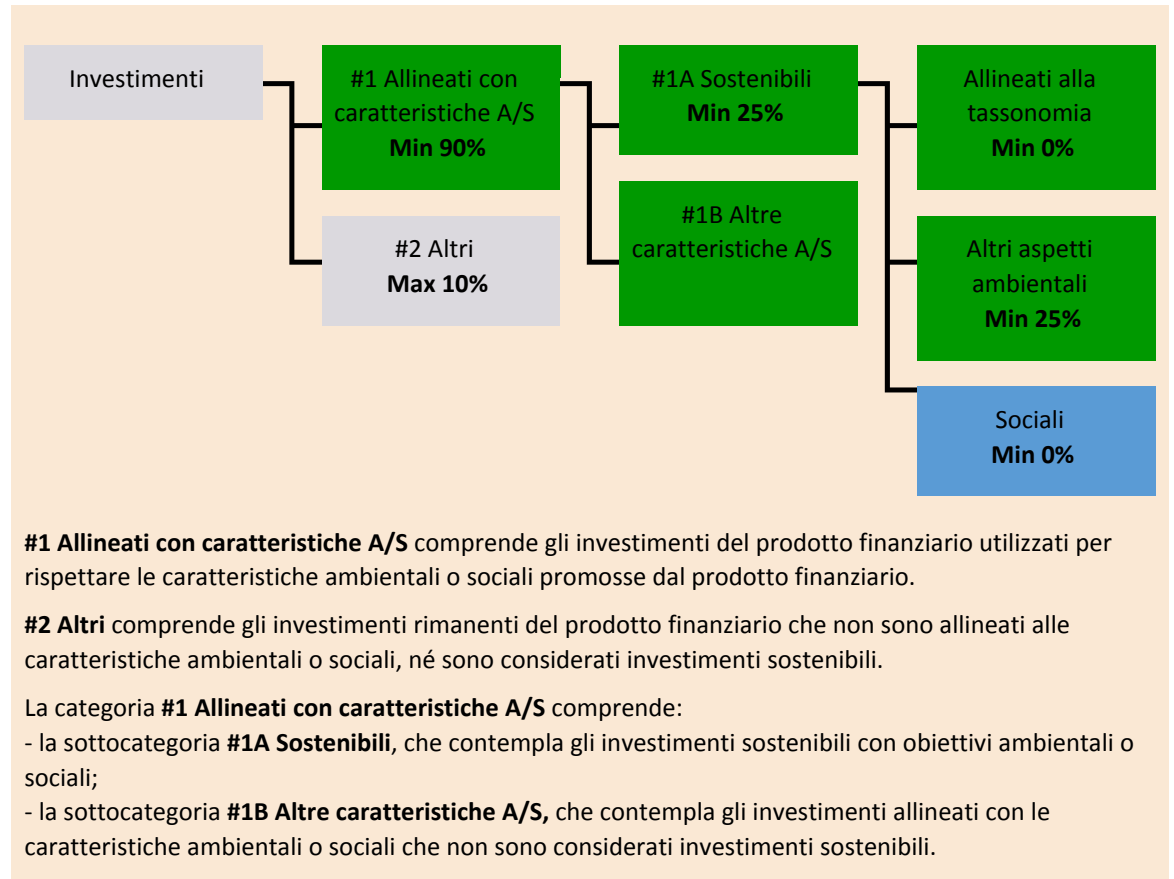 Investimenti
#1 Allineati con
caratteristiche A/S
Min 90%
#2 Altri
Max 10%
#1A Sostenibili
Min 25%
#1B Altre
caratteristiche A/S
Allineati alla
tassonomia
Min 0%
Altri aspetti
ambientali
Min 25%
Sociali
Min 0%
#1 Allineati con caratteristiche A/S comprende gli investimenti del prodotto finanziario utilizzati per
rispettare le caratteristiche ambientali o sociali promosse dal prodotto finanziario.
#2 Altri comprende gli investimenti rimanenti del prodotto finanziario che non sono allineati alle
caratteristiche ambientali o sociali, né sono considerati investimenti sostenibili.
La categoria #1 Allineati con caratteristiche A/S comprende:
- la sottocategoria #1A Sostenibili, che contempla gli investimenti sostenibili con obiettivi ambientali o
sociali;
- la sottocategoria #1B Altre caratteristiche A/S, che contempla gli investimenti allineati con le
caratteristiche ambientali o sociali che non sono considerati investimenti sostenibili.